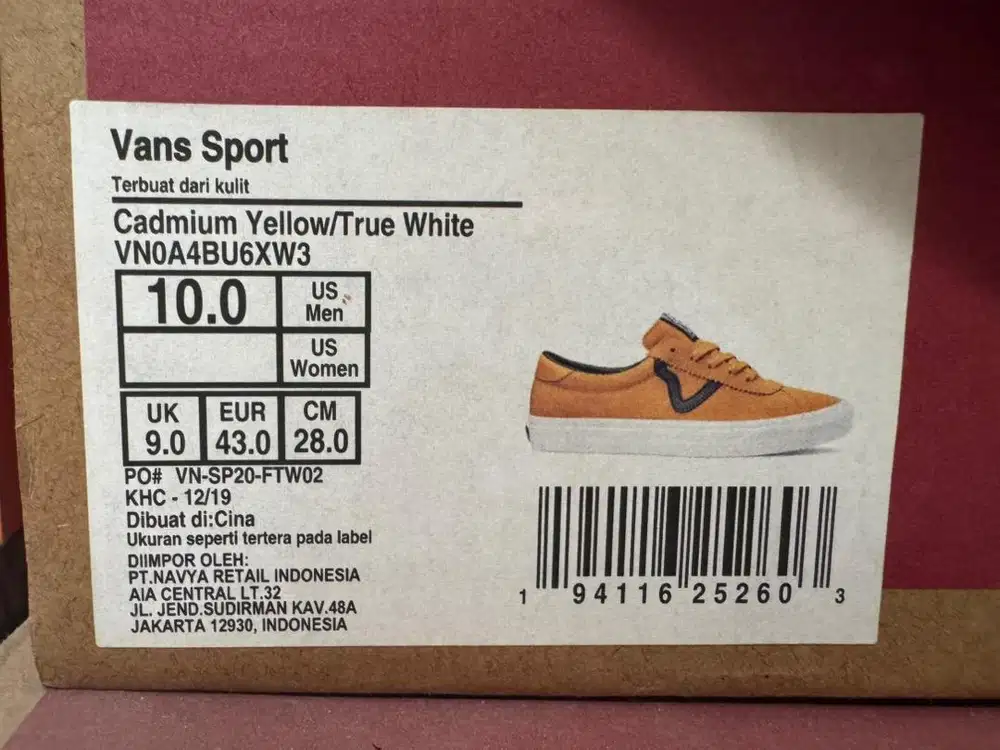 Vans Sport
Terbuat dari kulit
Cadmium Yellow/True White
VN0A4BU6XW3
10.0 US Men
US Women
UK EUR CM
9.0 43.0 28.0
PO# VN-SP20-FTW02
KHC - 12/19
Dibuat di:Cina
Ukuran seperti tertera pada label
DIIMPOR OLEH:
PT.NAVYA RETAIL INDONESIA
AIA CENTRAL LT.32
JL. JEND.SUDIRMAN KAV.48A
JAKARTA 12930, INDONESIA
1 94116 25260 3